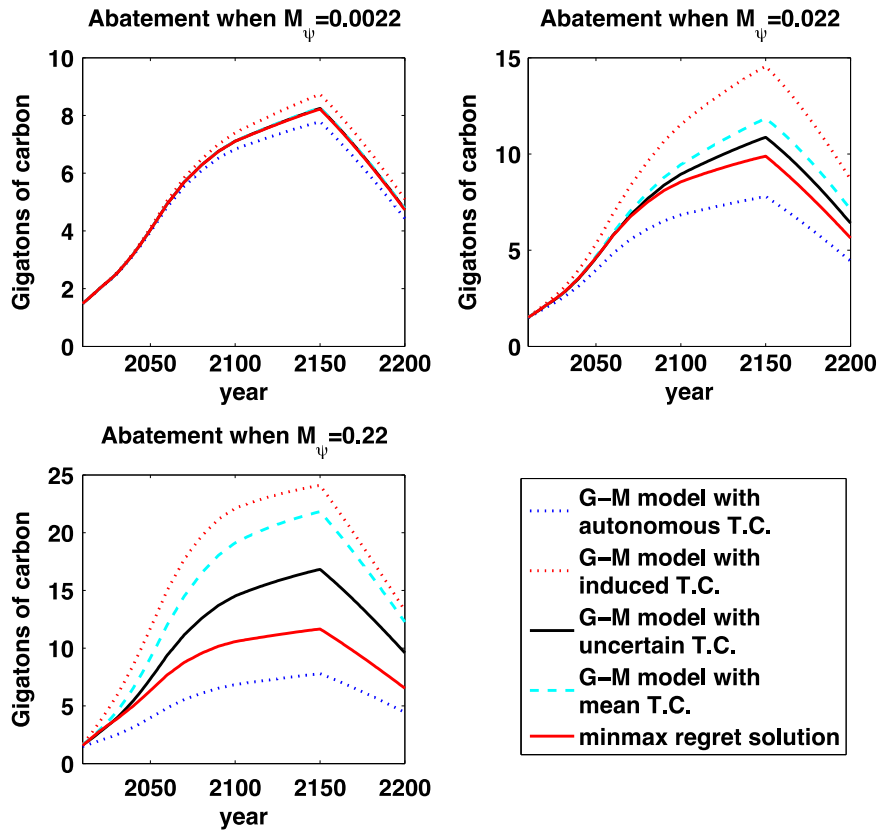 Abatement when Mψ=0.0022
10
8
6
4
2
0
Gigatons of carbon
2050 2100 2150 2200
year
Abatement when Mψ=0.022
15
10
5
0
Gigatons of carbon
2050 2100 2150 2200
year
Abatement when Mψ=0.22
25
20
15
10
5
0
Gigatons of carbon
2050 2100 2150 2200
year
G−M model with
autonomous T.C.
G−M model with
induced T.C.
G−M model with
uncertain T.C.
G−M model with
mean T.C.
minmax regret solution